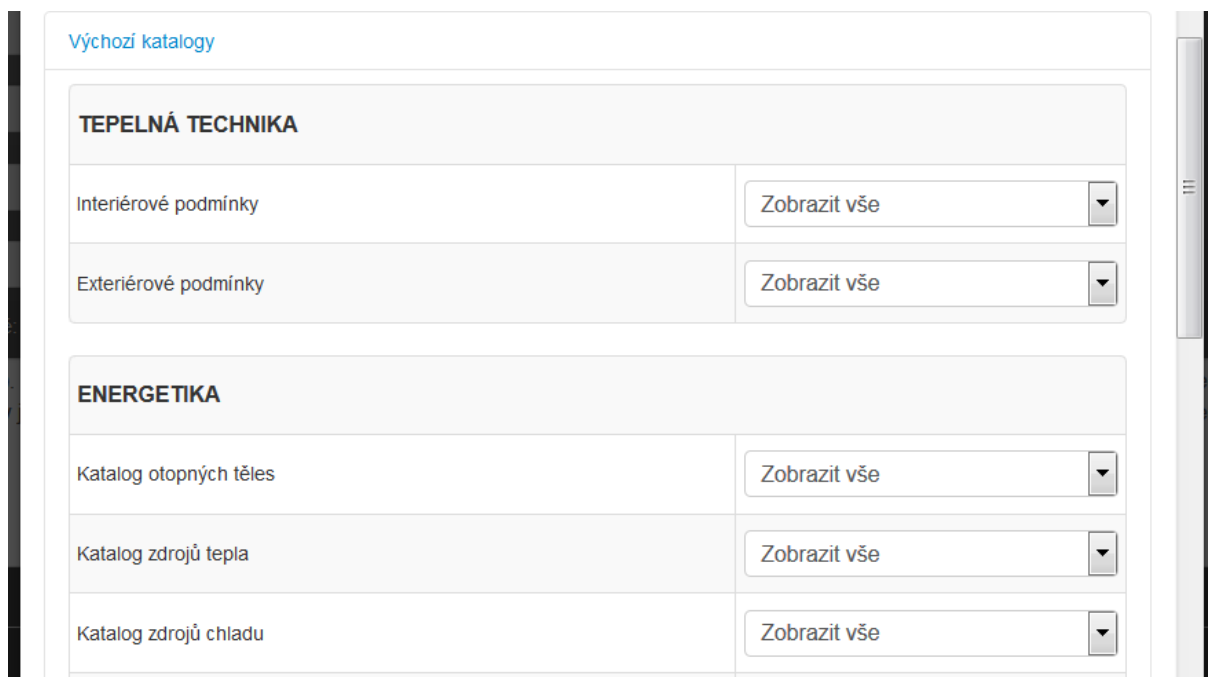 Výchozí katalogy
TEPELNÁ TECHNIKA
Interiérové podmínky Zobrazit vše
Exteriérové podmínky Zobrazit vše
ENERGETIKA
Katalog otopných těles Zobrazit vše
Katalog zdrojů tepla Zobrazit vše
Katalog zdrojů chladu Zobrazit vše